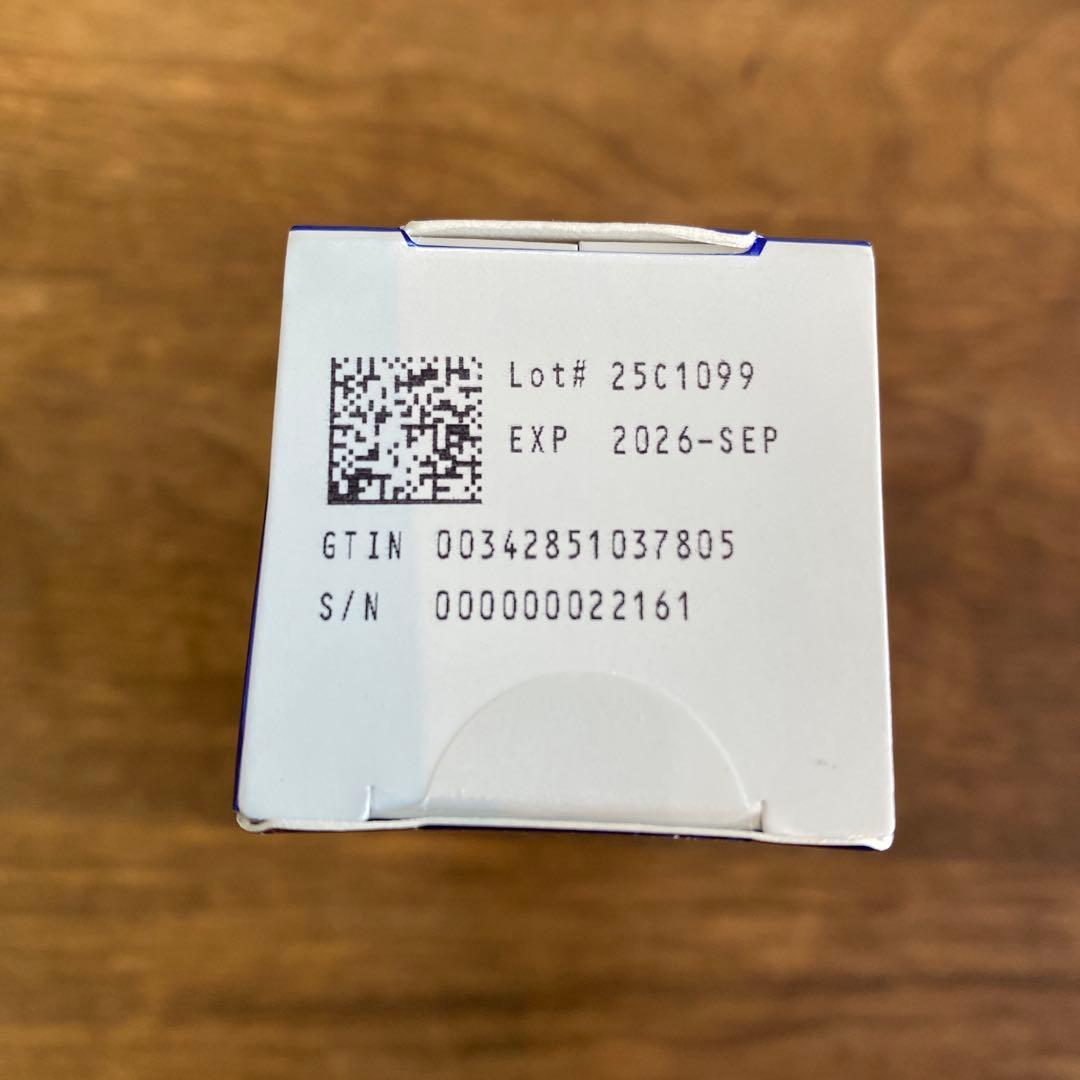 Lot# 25C1099
EXP 2026-SEP
GTIN 00342851037805
S/N 000000022161